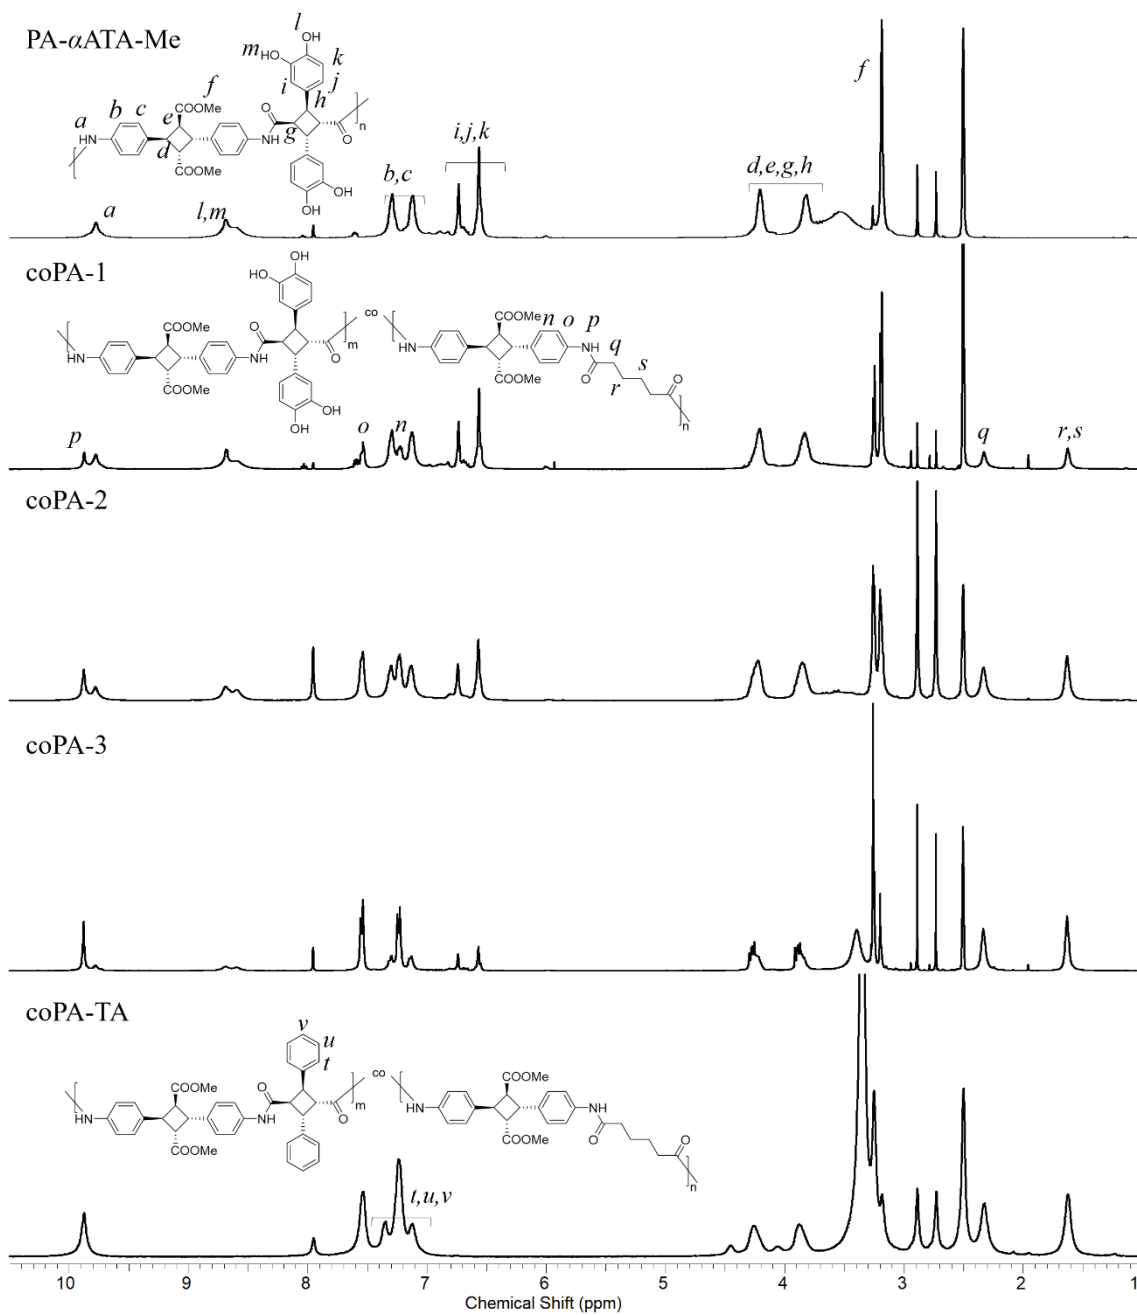 PA-αATA-Me
l
OH
m HO
k
i
j
f
COOMe
h
b
c
e
O
a
HN
g
NH
n
d
COOMe
O
OH
OH
a
l,m
b,c
i,j,k
d,e,g,h
f
coPA-1
OH
HO
co
COOMe
COOMe
n
o
p
O
m
NH
HN
NH
q
s
HN
O
COOMe
O
r
O
COOMe
OH
OH
n
p
o
n
q
r,s
coPA-2
coPA-3
coPA-TA
v
u
t
co
COOMe
COOMe
O
m
NH
HN
NH
HN
O
COOMe
O
O
COOMe
n
t,u,v
10 9 8 7 6 5 4 3 2 1
Chemical Shift (ppm)